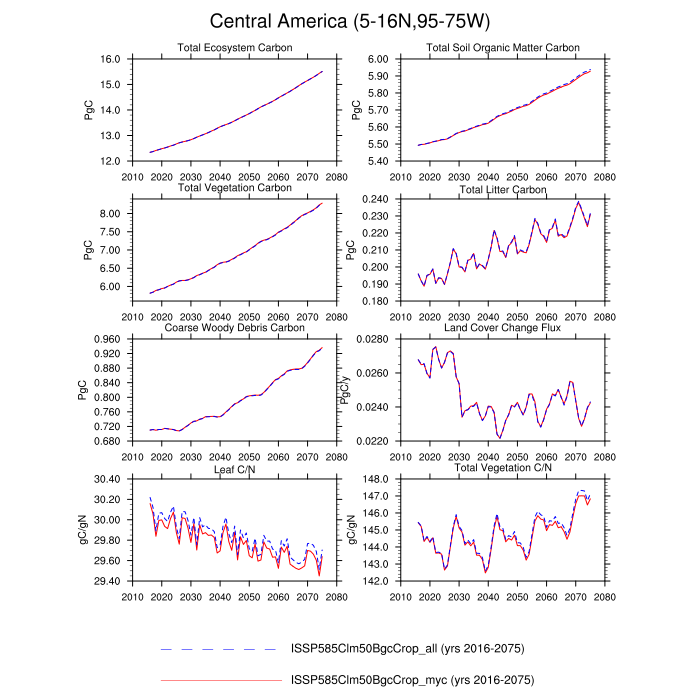 Central America (5-16N,95-75W)
Total Ecosystem Carbon
PgC
16.0
15.0
14.0
13.0
12.0
2010 2020 2030 2040 2050 2060 2070 2080
Total Soil Organic Matter Carbon
PgC
6.00
5.80
5.60
5.50
5.40
2010 2020 2030 2040 2050 2060 2070 2080
Total Vegetation Carbon
PgC
8.00
7.50
7.00
6.50
6.00
2010 2020 2030 2040 2050 2060 2070 2080
Total Litter Carbon
PgC
0.240
0.230
0.220
0.210
0.200
0.190
0.180
2010 2020 2030 2040 2050 2060 2070 2080
Coarse Woody Debris Carbon
PgC
0.960
0.920
0.880
0.840
0.800
0.760
0.720
0.680
2010 2020 2030 2040 2050 2060 2070 2080
Land Cover Change Flux
PgC/y
0.0280
0.0260
0.0240
0.0220
2010 2020 2030 2040 2050 2060 2070 2080
Leaf C/N
gC/gN
30.40
30.20
30.00
29.80
29.60
29.40
2010 2020 2030 2040 2050 2060 2070 2080
Total Vegetation C/N
gC/gN
148.0
147.0
146.0
145.0
144.0
143.0
142.0
2010 2020 2030 2040 2050 2060 2070 2080
ISSP585Clm50BgcCrop_all (yrs 2016-2075)
ISSP585Clm50BgcCrop_myc (yrs 2016-2075)